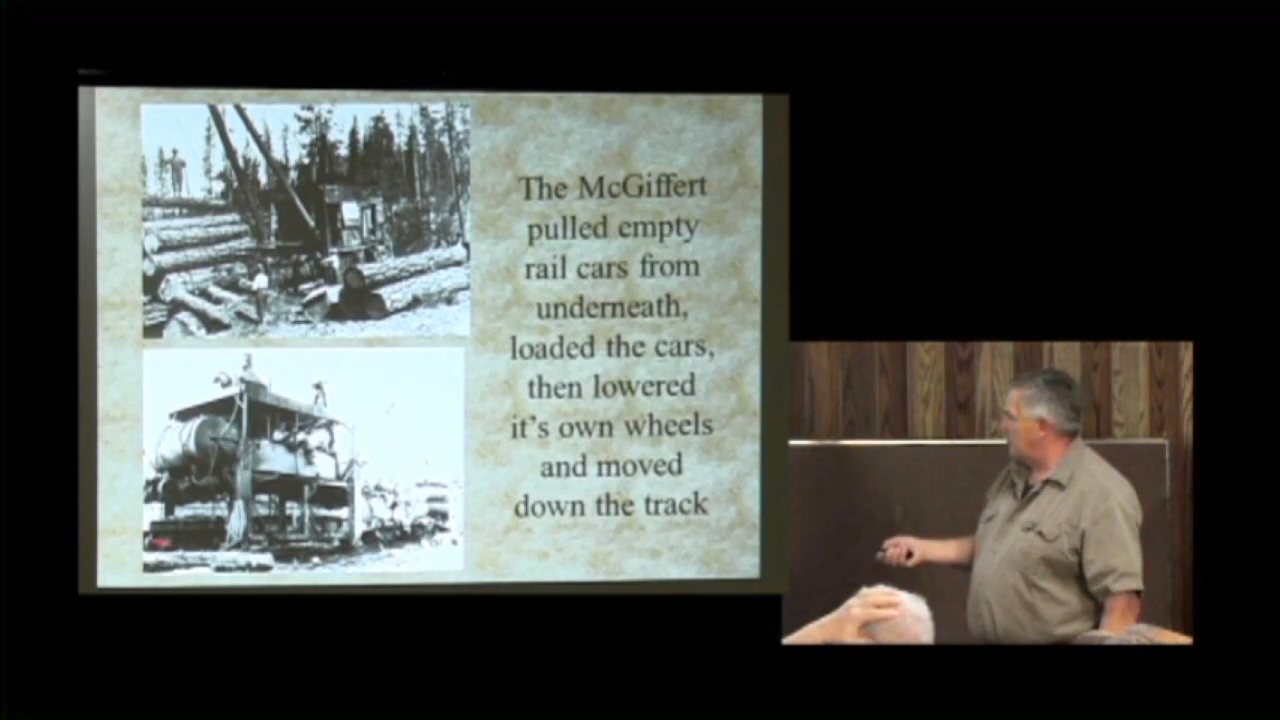 The McGiffert
pulled empty
rail cars from
underneath,
loaded the cars,
then lowered
it's own wheels
and moved
down the track